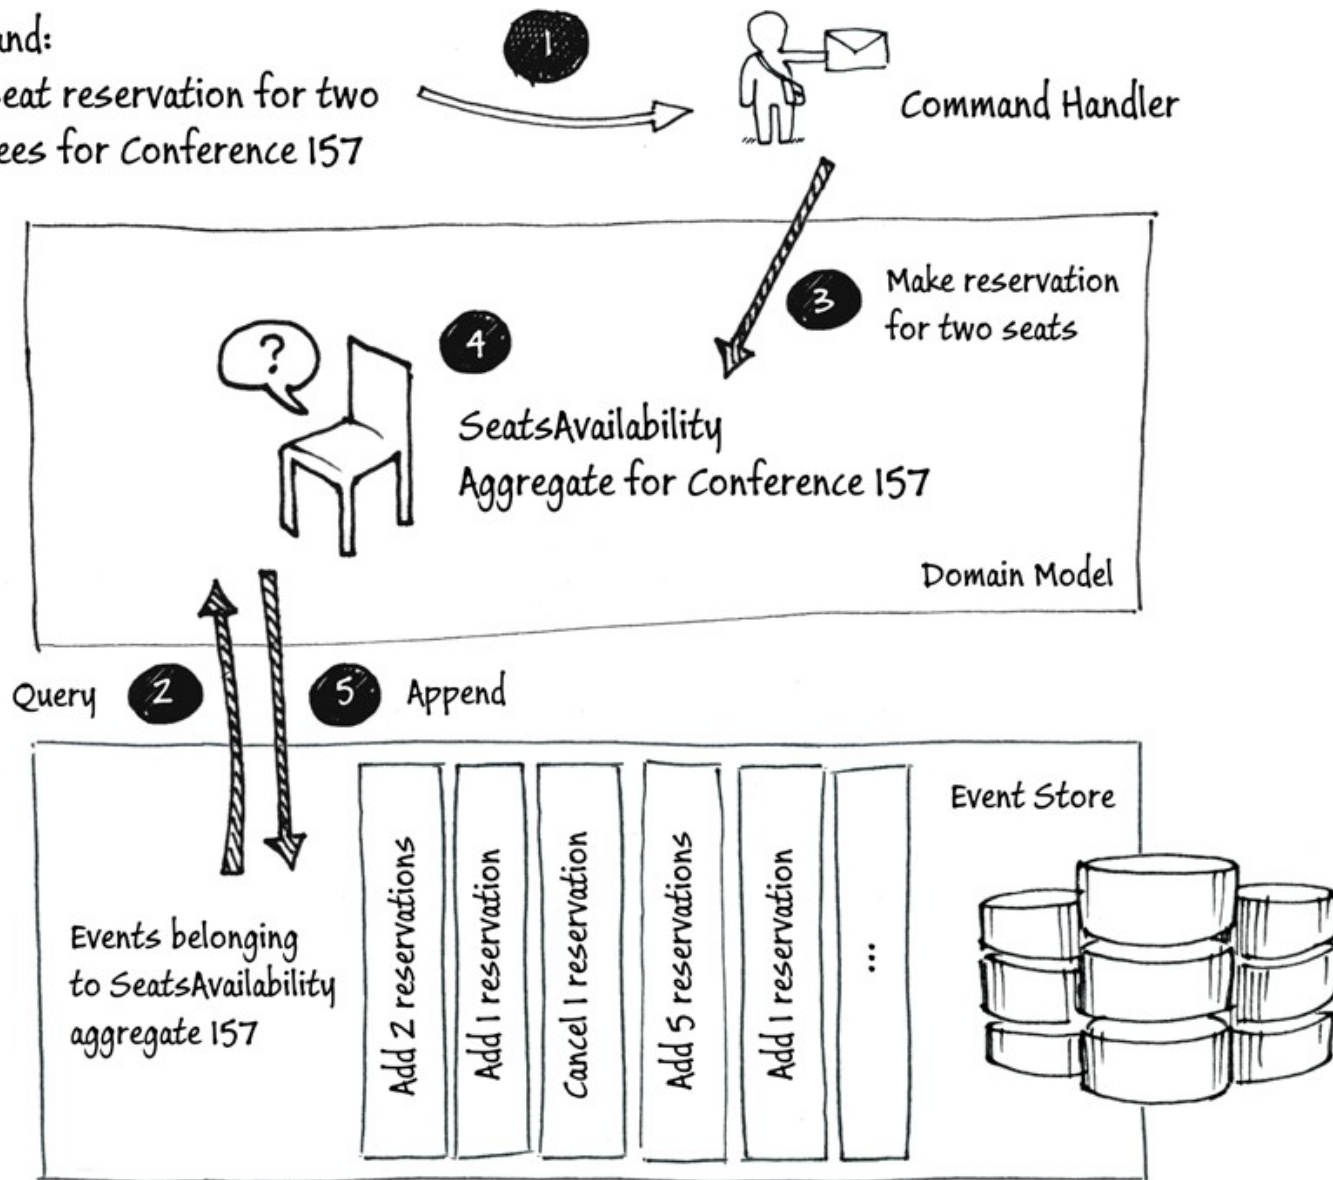 and:
eat reservation for two
ees for Conference 157
1
Command Handler
3
Make reservation
for two seats
?
4
SeatsAvailability
Aggregate for Conference 157
Domain Model
Query
2
5
Append
Event Store
Events belonging
to SeatsAvailability
aggregate 157
Add 2 reservations
Add 1 reservation
Cancel 1 reservation
Add 5 reservations
Add 1 reservation
...